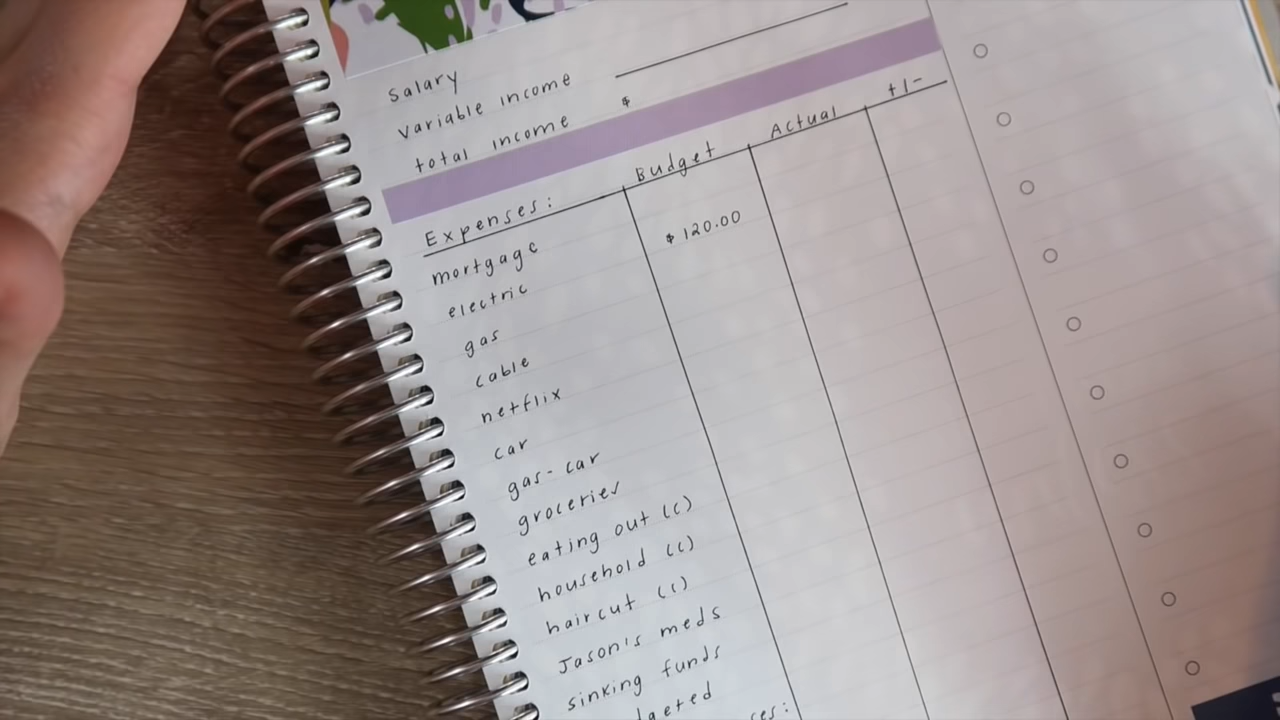 salary
variable income
total income $
Expenses: Budget Actual +/-
mortgage
electric $120.00
gas
cable
netflix
car
gas-car
groceries
eating out (c)
household (c)
haircut (c)
Jason's meds
sinking funds